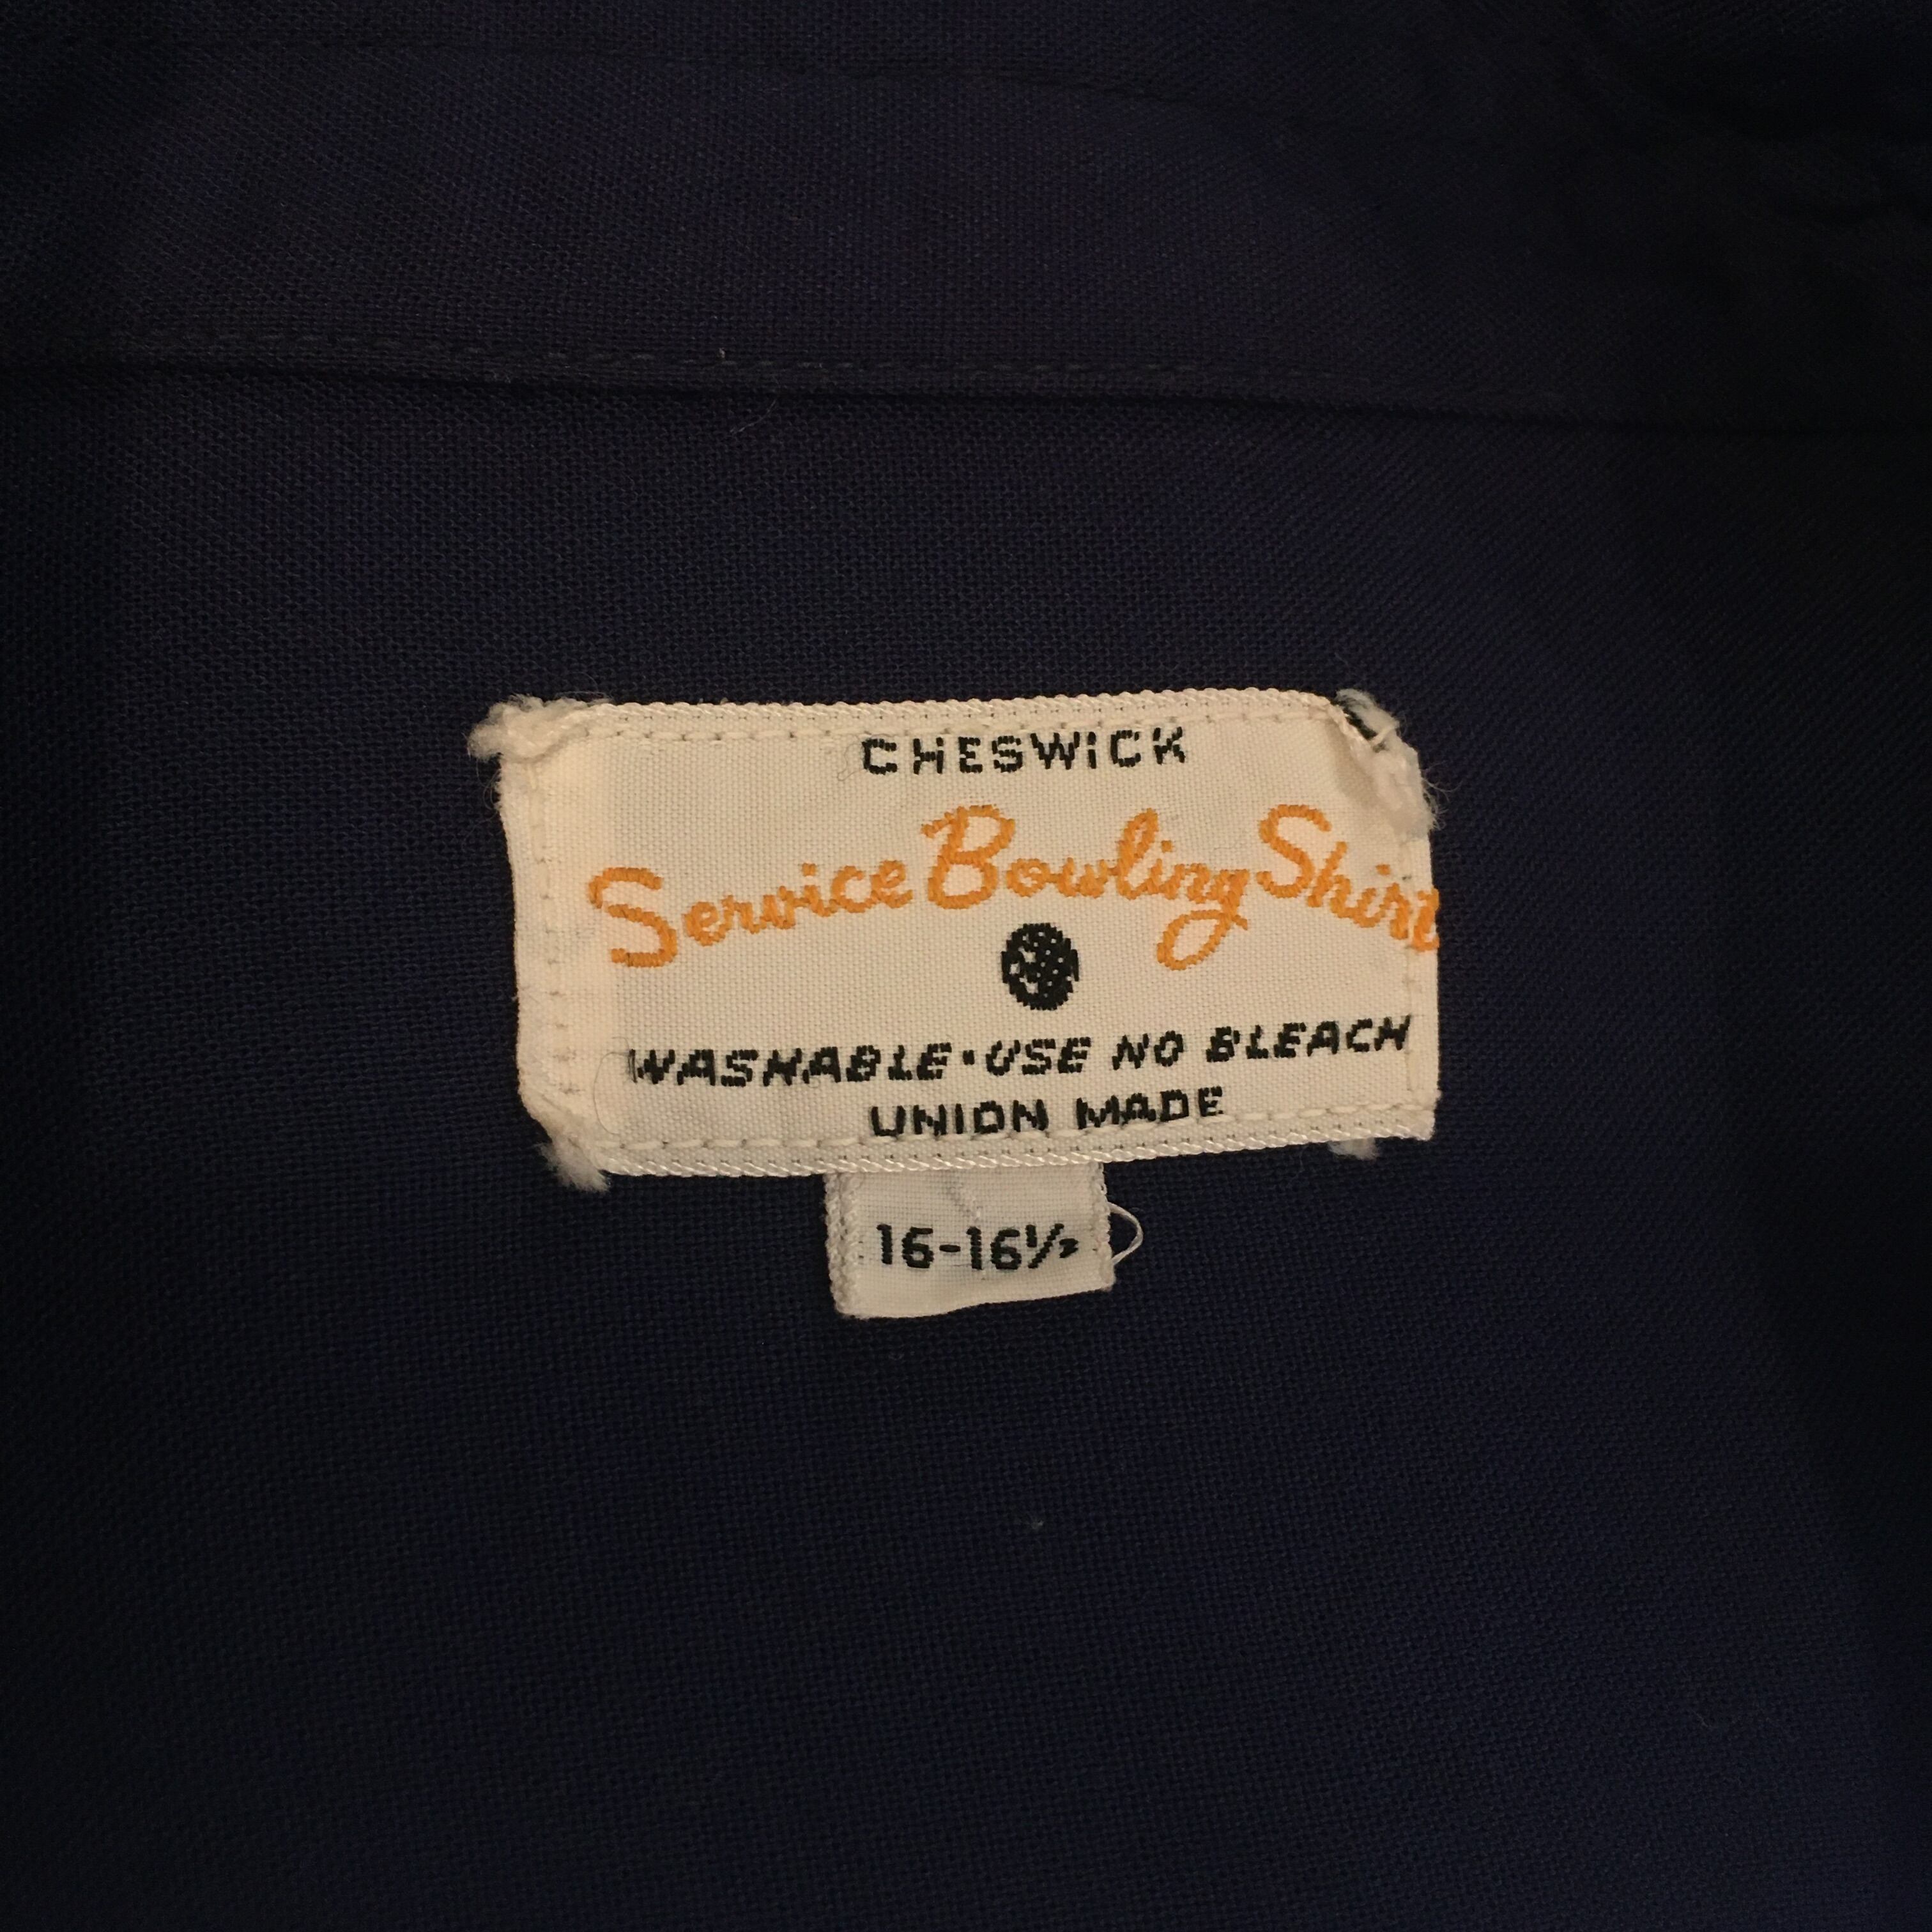 CHESWICK
Service Bowling Shirt
WASHABLE·USE NO BLEACH
UNION MADE
16-16½